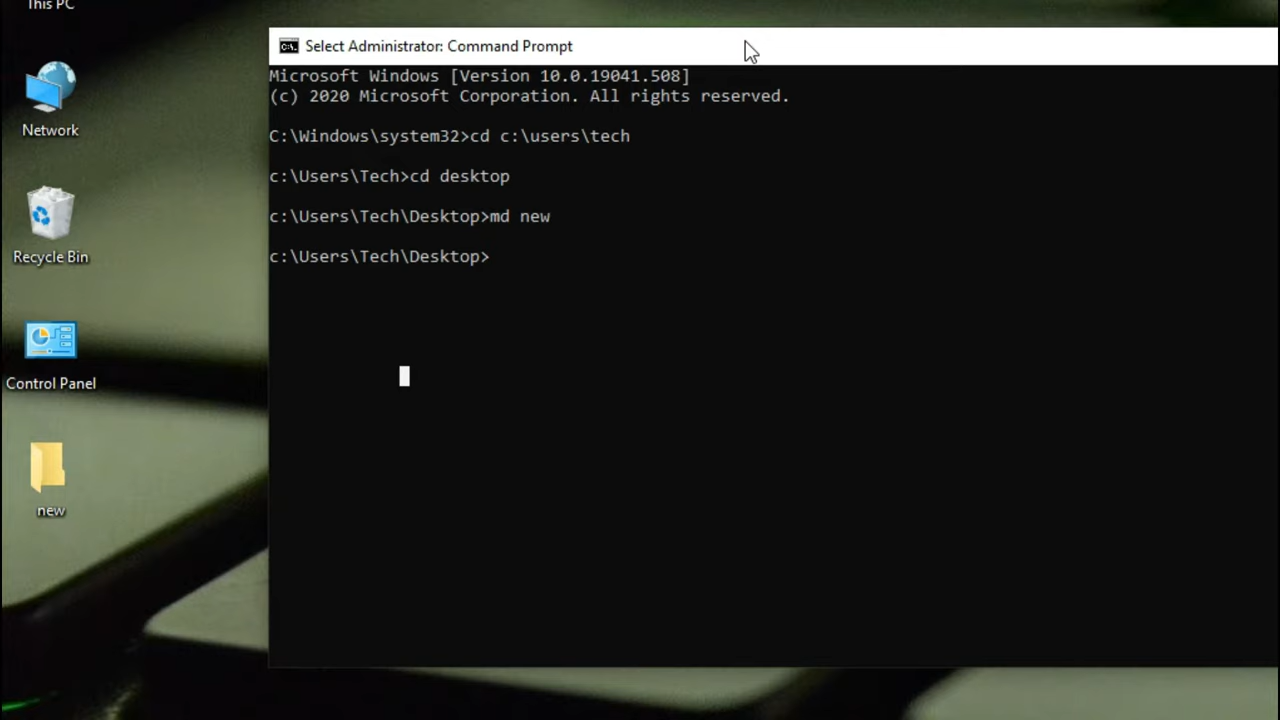 This PC
Network
Recycle Bin
Control Panel
new
Select Administrator: Command Prompt
Microsoft Windows [Version 10.0.19041.508]
(c) 2020 Microsoft Corporation. All rights reserved.
C:\Windows\system32>cd c:\users\tech
c:\Users\Tech>cd desktop
c:\Users\Tech\Desktop>md new
c:\Users\Tech\Desktop>